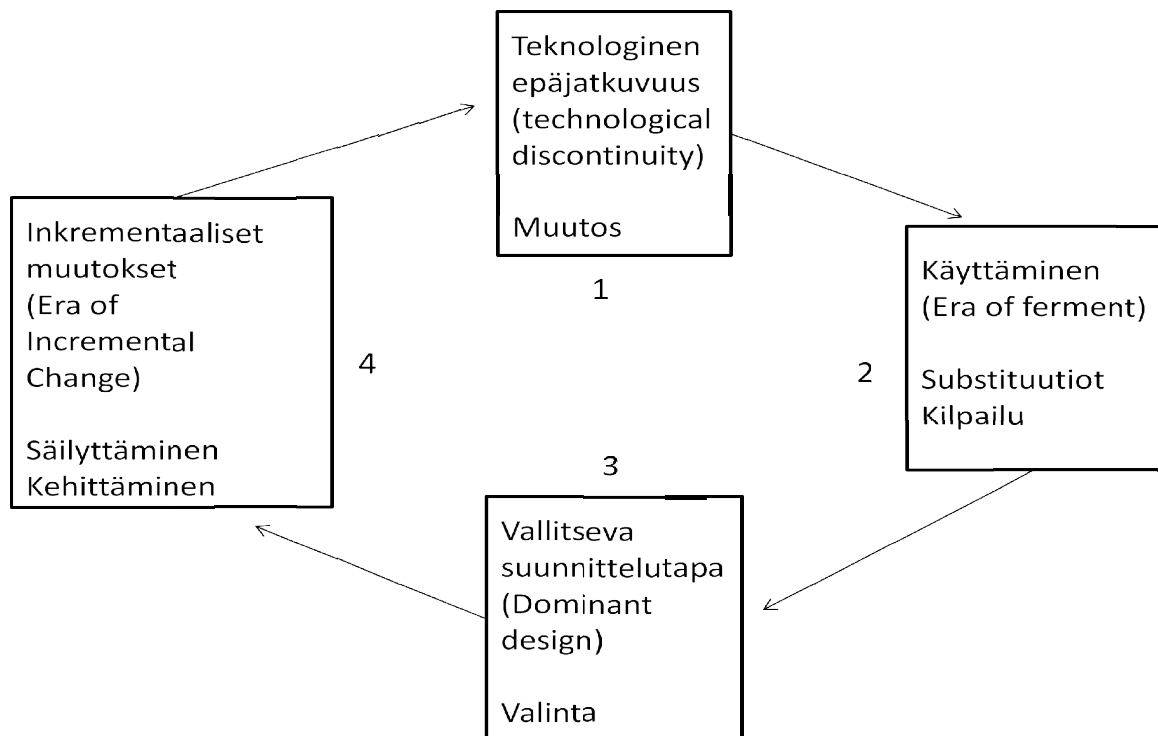 Teknologinen
epäjatkuvuus
(technological
discontinuity)
Muutos
1
Käyttäminen
(Era of ferment)
Substituutiot
Kilpailu
2
3
Vallitseva
suunnittelutapa
(Dominant
design)
Valinta
Inkrementaaliset
muutokset
(Era of
Incremental
Change)
Säilyttäminen
Kehittäminen
4